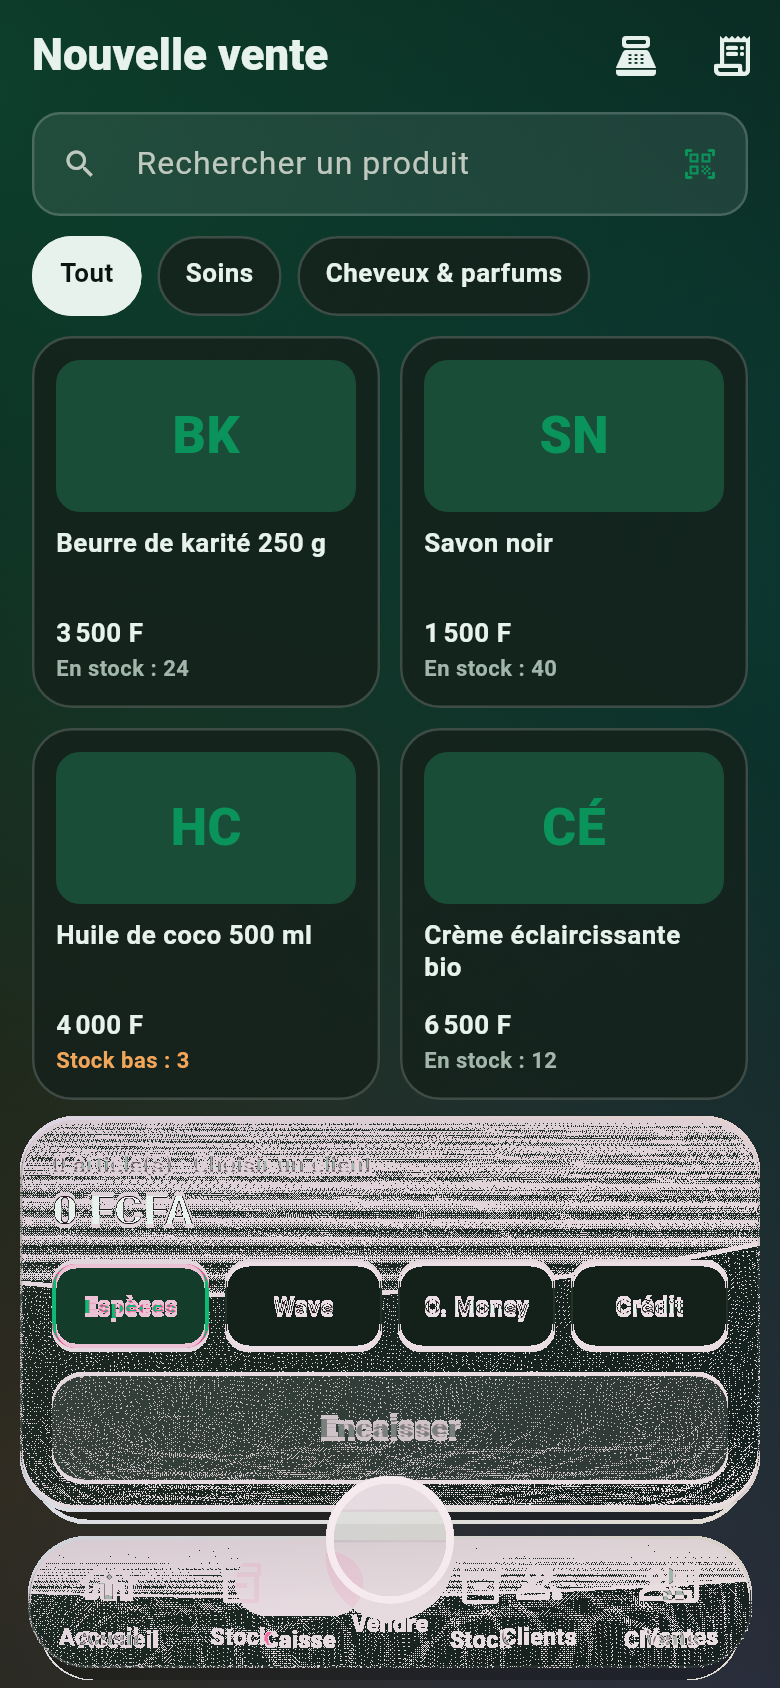 Nouvelle vente
Rechercher un produit
Tout
Soins
Cheveux & parfums
BK
SN
Beurre de karité 250 g
Savon noir
3 500 F
1 500 F
En stock : 24
En stock : 40
HC
CÉ
Huile de coco 500 ml
Crème éclaircissante
bio
4 000 F
6 500 F
Stock bas : 3
En stock : 12
0 FCFA
Espèces
Wave
O. Money
Crédit
Encaisser
Vendre
Caisse
Clients